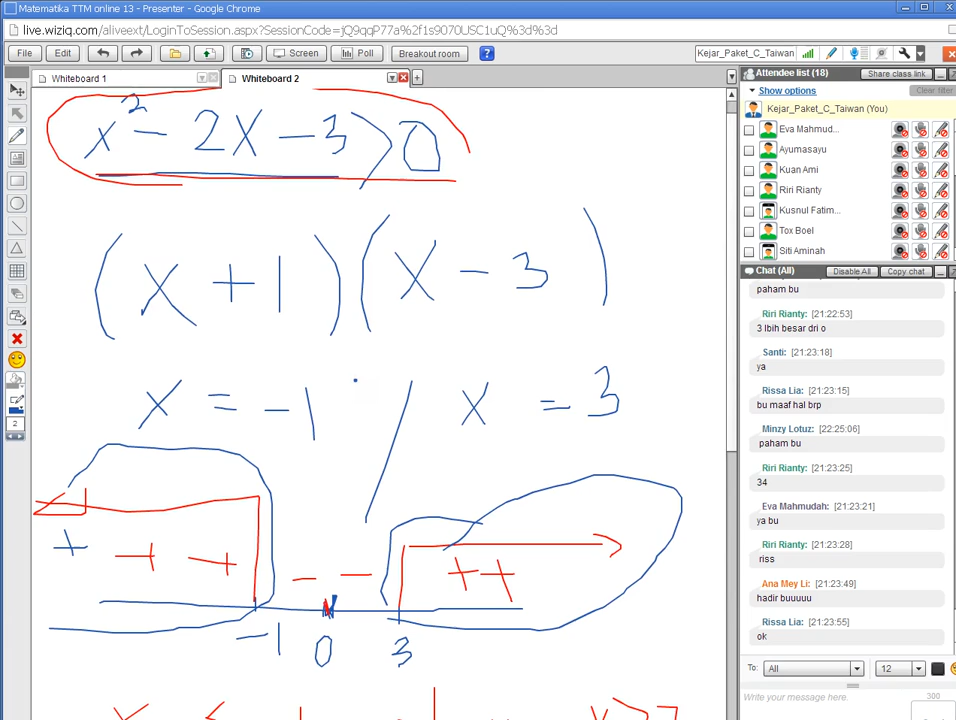 Matematika TTM online 13 - Presenter - Google Chrome
live.wiziq.com/aliveext/LoginToSession.aspx?SessionCode=jQ9qqP77a%2f1s9070USC1uQ%3d%3d
File Edit Screen Poll Breakout room ? Kejar_Paket_C_Taiwan
Whiteboard 1 Whiteboard 2
Attendee list (18) Share class link
Show options Clear filter
Kejar_Paket_C_Taiwan (You)
Eva Mahmud...
Ayumasayu
Kuan Ami
Riri Rianty
Kusnul Fatim...
Tox Boel
Siti Aminah
Chat (All) Disable All Copy chat
paham bu
Riri Rianty [21:22:53]
3 lbih besar dri o
Santi: [21:23:18]
ya
Rissa Lia: [21:23:15]
bu maaf hal brp
Minzy Lotuz: [22:25:06]
paham bu
Riri Rianty: [21:23:25]
34
Eva Mahmudah: [21:23:21]
ya bu
Riri Rianty: [21:23:28]
riss
Ana Mey Li: [21:23:49]
hadir buuuuu
Rissa Lia: [21:23:55]
ok
To: All 12
Write your message here. 300
2
x² - 2x - 3 > 0
(x + 1) (x - 3)
x = -1 / x = 3
+ + + - - + +
-1 0 3